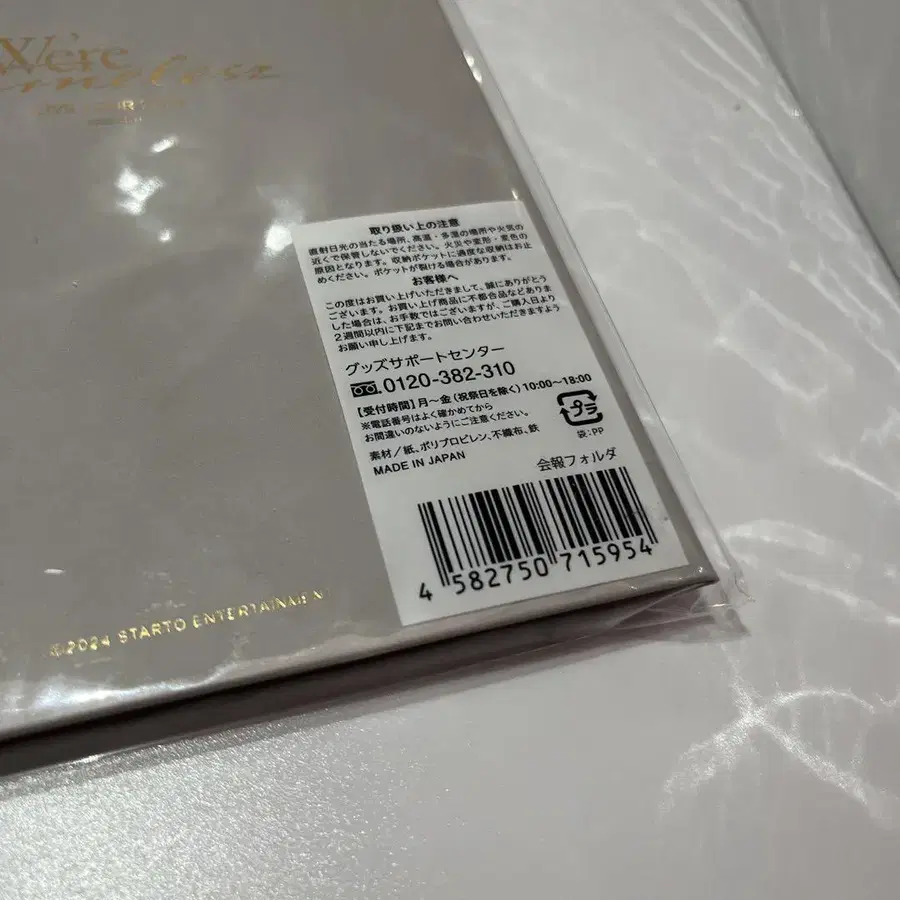 We're
timelesz
取り扱い上の注意
直射日光の当たる場所、高温・多湿の場所や火気の
近くで保管しないでください。火災や変形・変色の
原因となります。収納ポケットに過度な収納はお止
めください。ポケットが裂ける場合があります。
お客様へ
この度はお買い上げいただきまして、誠にありがとう
ございます。お買い上げ商品に不都合品などありま
した場合は、お手数ではございますが、ご購入日より
2週間以内に下記までお問い合わせいただきますよう
お願い申し上げます。
グッズサポートセンター
0120-382-310
【受付時間】月～金(祝祭日を除く)10:00～18:00
※電話番号はよく確かめてから
お間違いのないようにご注意ください。
プラ
袋:PP
素材/紙、ポリプロピレン、不織布、鉄
MADE IN JAPAN
会報フォルダ
4 582750 715954
©2024 STARTO ENTERTAINMENT